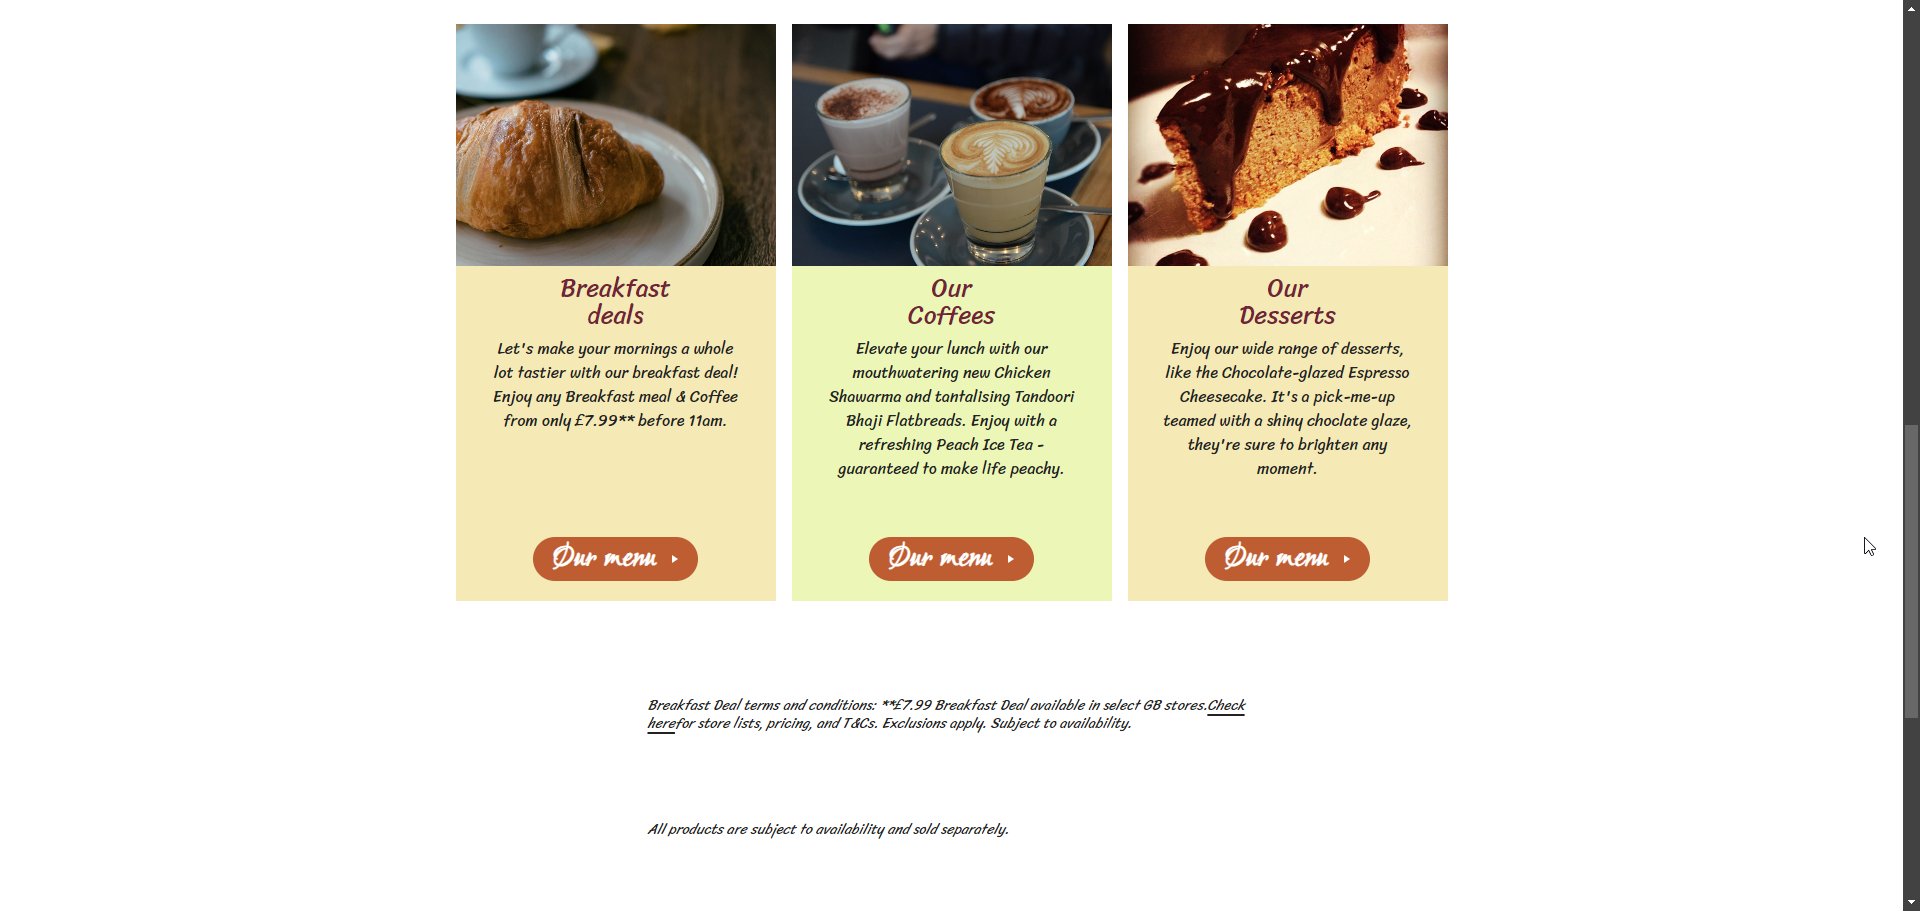 Breakfast
deals
Let's make your mornings a whole
lot tastier with our breakfast deal!
Enjoy any Breakfast meal & Coffee
from only £7.99** before 11am.
Our menu
Our
Coffees
Elevate your lunch with our
mouthwatering new Chicken
Shawarma and tantalising Tandoori
Bhaji Flatbreads. Enjoy with a
refreshing Peach Ice Tea -
guaranteed to make life peachy.
Our menu
Our
Desserts
Enjoy our wide range of desserts,
like the Chocolate-glazed Espresso
Cheesecake. It's a pick-me-up
teamed with a shiny choclate glaze,
they're sure to brighten any
moment.
Our menu
Breakfast Deal terms and conditions: **£7.99 Breakfast Deal available in select GB stores.Check
herefor store lists, pricing, and T&Cs. Exclusions apply. Subject to availability.
All products are subject to availability and sold separately.